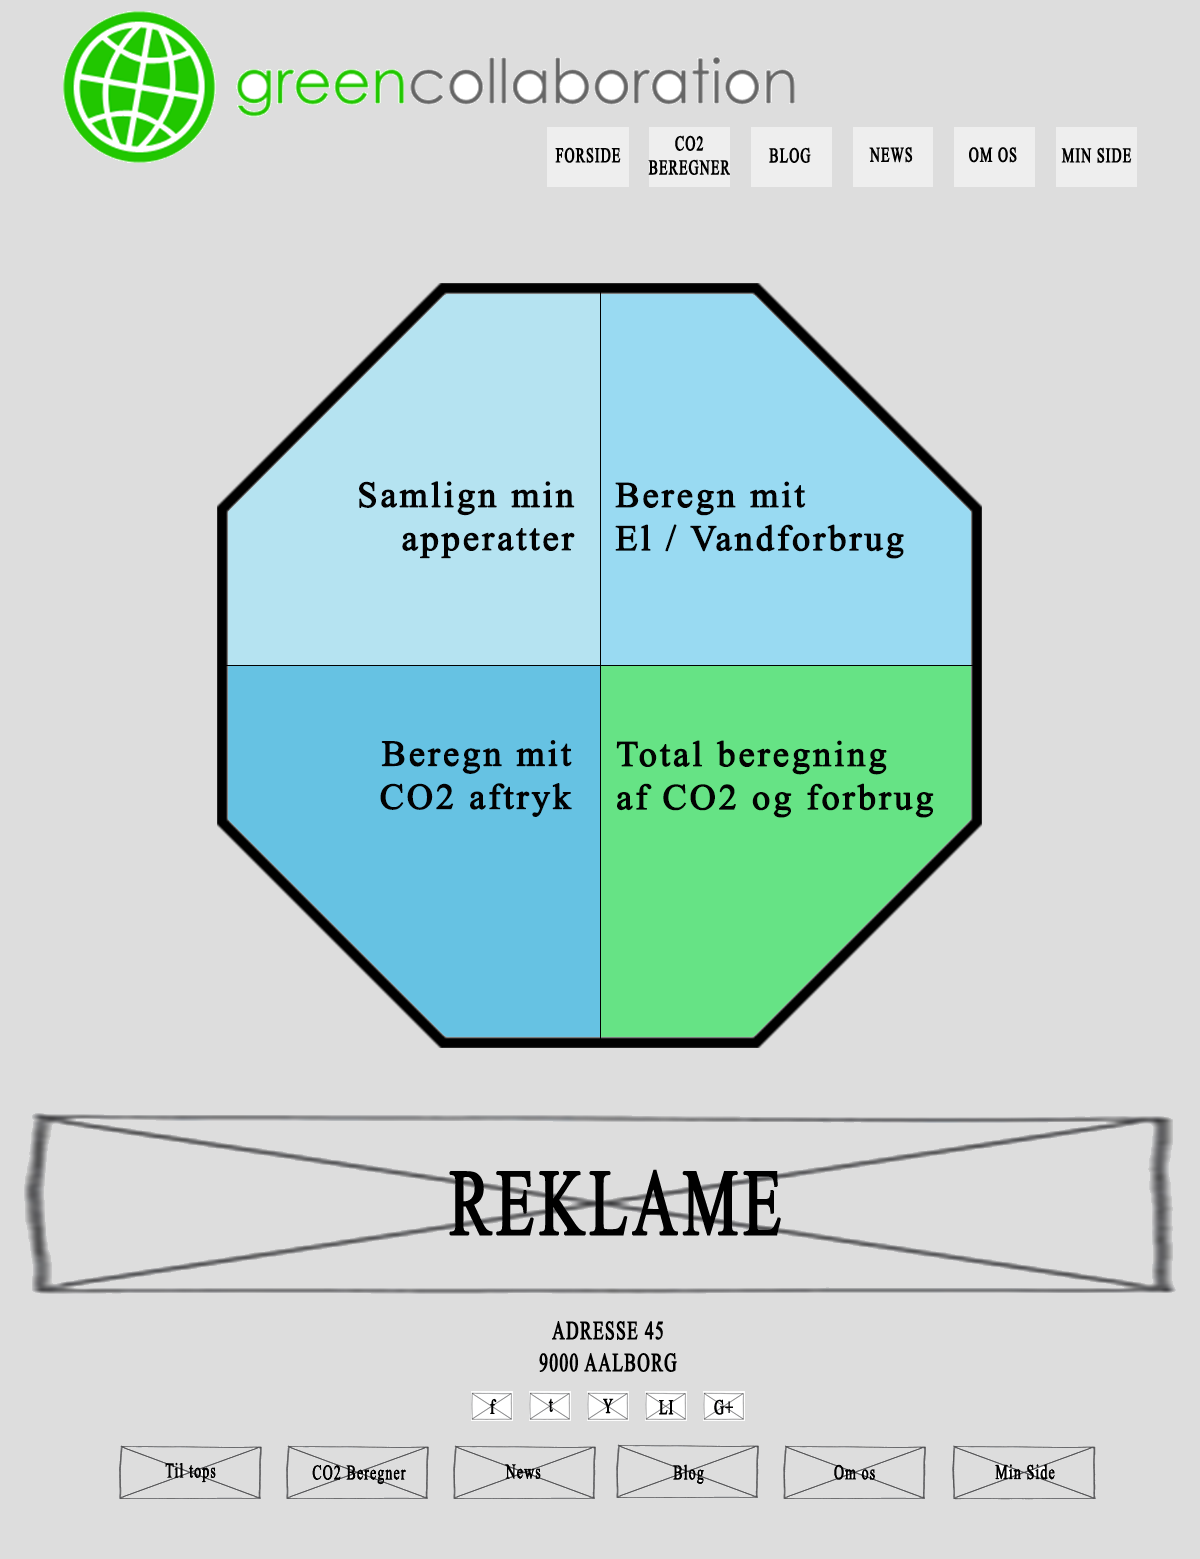 greencollaboration
FORSIDE
CO2
BEREGNER
BLOG
NEWS
OM OS
MIN SIDE
Samlign min
apperatter
Beregn mit
El / Vandforbrug
Beregn mit
CO2 aftryk
Total beregning
af CO2 og forbrug
REKLAME
ADRESSE 45
9000 AALBORG
f
t
Y
LI
G+
Til tops
CO2 Beregner
News
Blog
Om os
Min Side